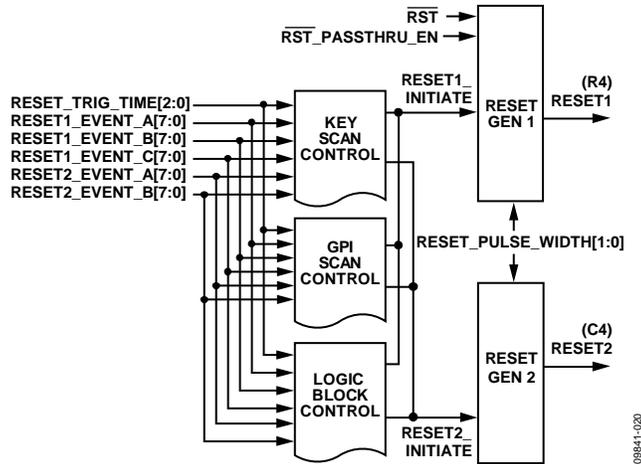 RST
RST_PASSTHRU_EN
RESET_TRIG_TIME[2:0]
RESET1_EVENT_A[7:0]
RESET1_EVENT_B[7:0]
RESET1_EVENT_C[7:0]
RESET2_EVENT_A[7:0]
RESET2_EVENT_B[7:0]
KEY
SCAN
CONTROL
RESET1_
INITIATE
RESET
GEN 1
(R4)
RESET1
GPI
SCAN
CONTROL
RESET_PULSE_WIDTH[1:0]
LOGIC
BLOCK
CONTROL
RESET2_
INITIATE
RESET
GEN 2
(C4)
RESET2
09841-020